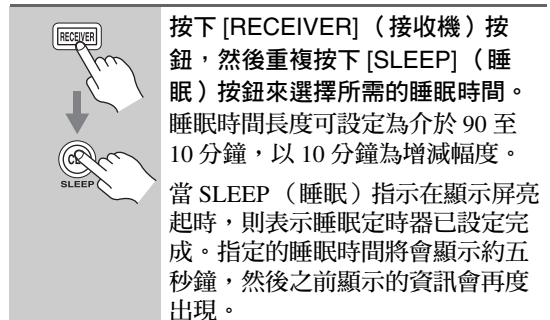 RECEIVER
SLEEP
按下 [RECEIVER] （接收機）按
鈕，然後重複按下 [SLEEP] （睡
眠）按鈕來選擇所需的睡眠時間。
睡眠時間長度可設定為介於 90 至
10 分鐘，以 10 分鐘為增減幅度。
當 SLEEP （睡眠）指示在顯示屏亮
起時，則表示睡眠定時器已設定完
成。指定的睡眠時間將會顯示約五
秒鐘，然後之前顯示的資訊會再度
出現。